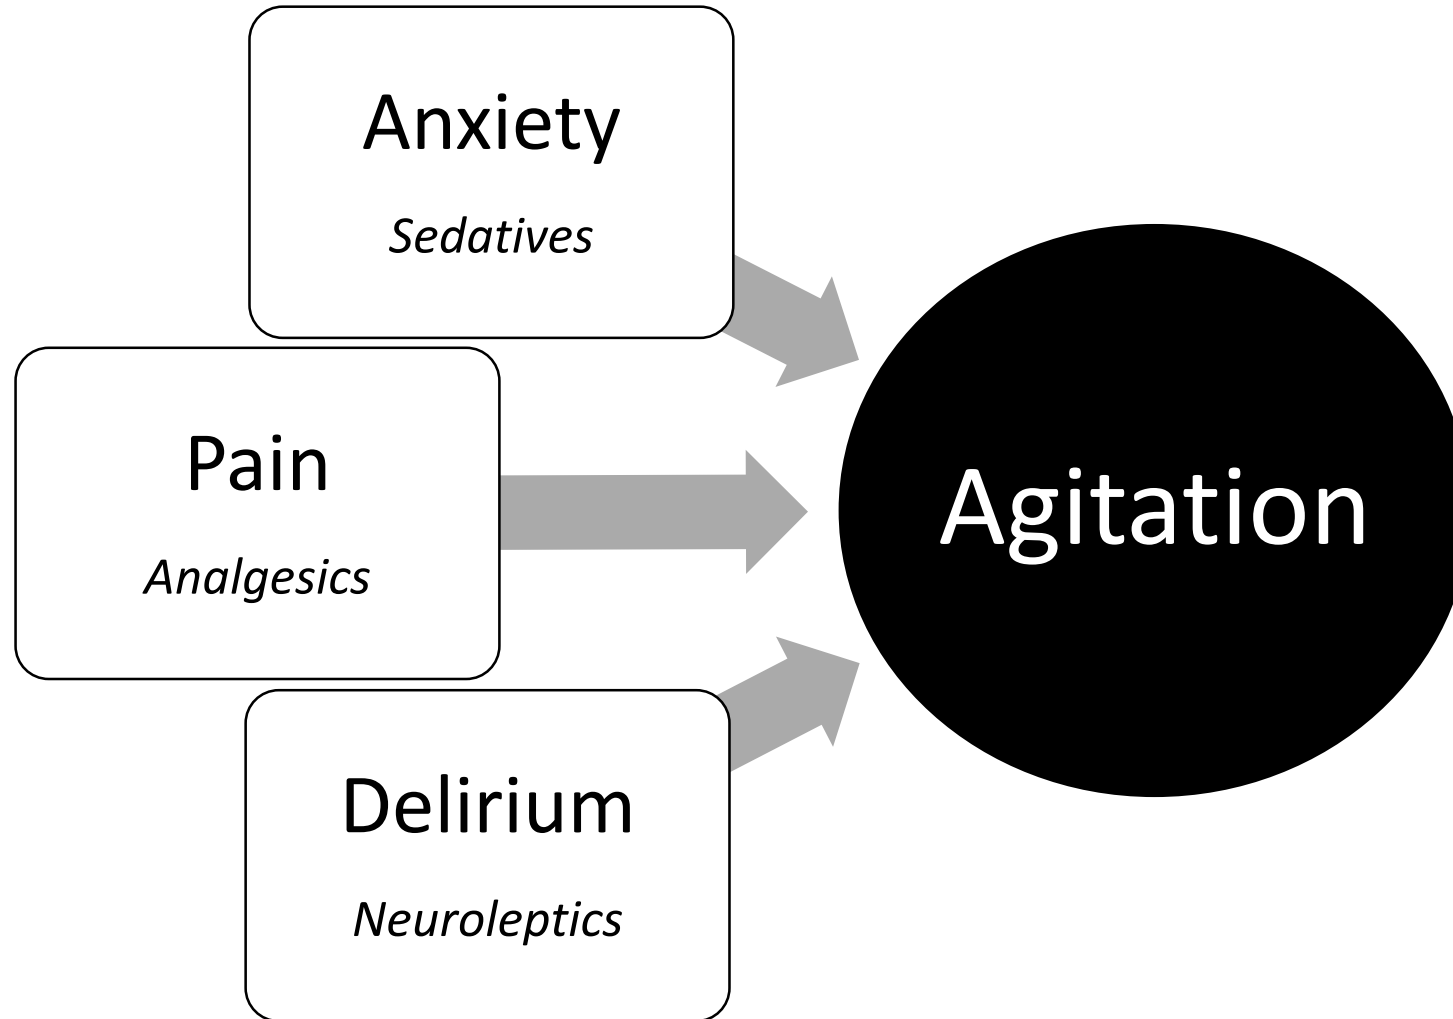 Anxiety
Sedatives
Pain
Analgesics
Delirium
Neuroleptics
Agitation